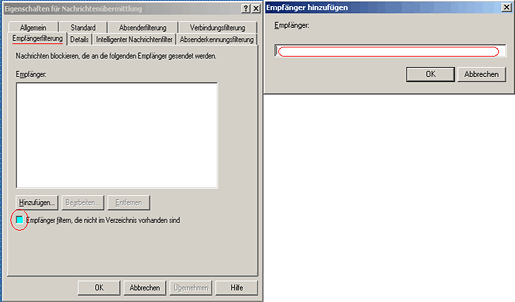 Eigenschaften für Nachrichtenübermittlung
Allgemein Standard Absenderfilterung Verbindungsfilterung
Empfängerfilterung Details Intelligenter Nachrichtenfilter Absenderkennungsfilterung
Nachrichten blockieren, die an die folgenden Empfänger gesendet werden.
Empfänger:
Hinzufügen... Bearbeiten... Entfernen
Empfänger filtern, die nicht im Verzeichnis vorhanden sind
OK Abbrechen Übernehmen Hilfe
Empfänger hinzufügen
Empfänger:
OK Abbrechen